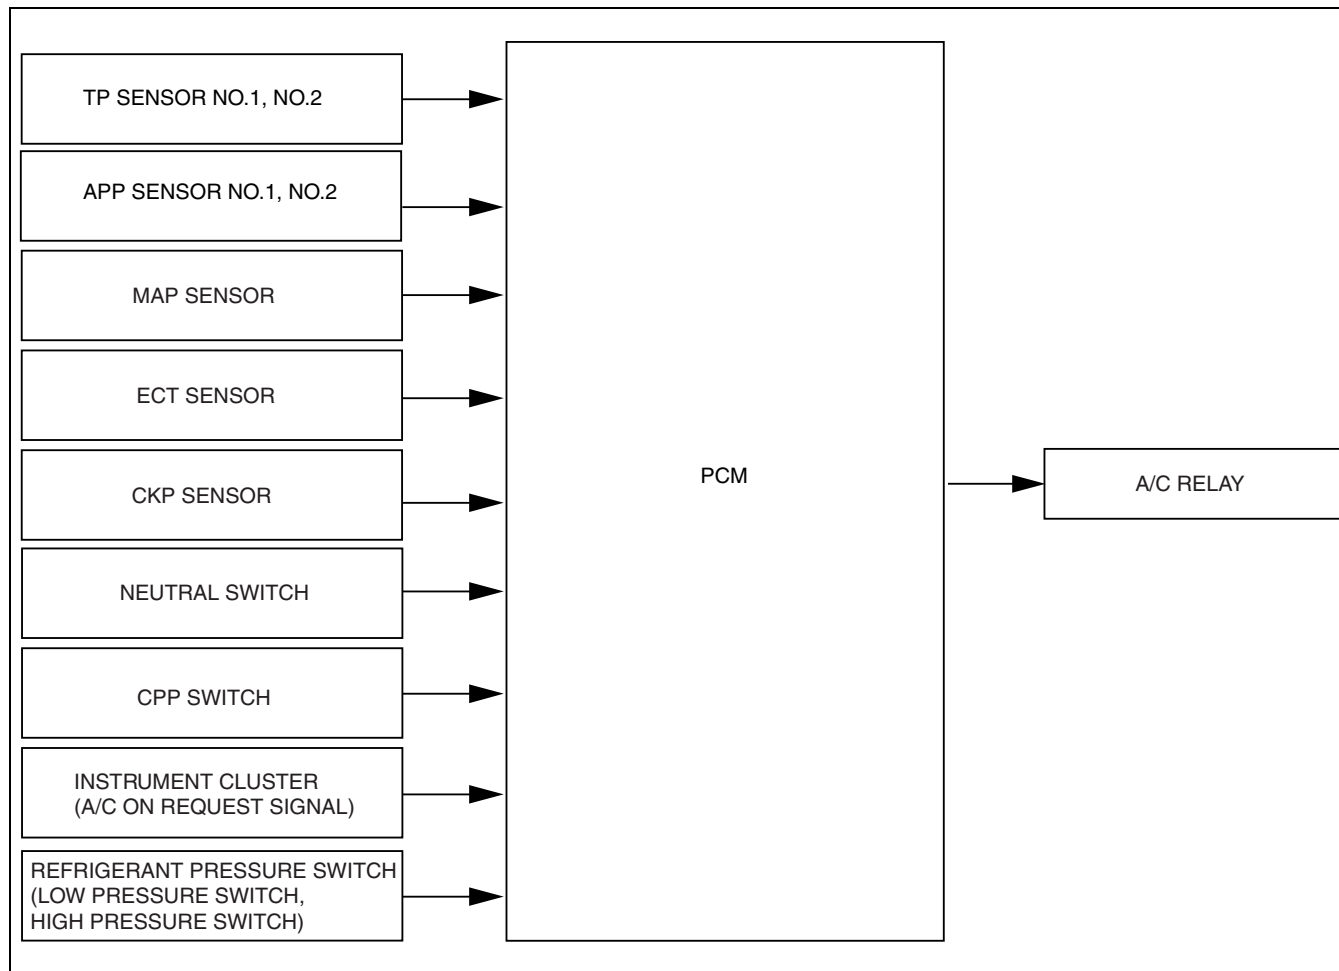 TP SENSOR NO.1, NO.2
APP SENSOR NO.1, NO.2
MAP SENSOR
ECT SENSOR
CKP SENSOR
NEUTRAL SWITCH
CPP SWITCH
INSTRUMENT CLUSTER
(A/C ON REQUEST SIGNAL)
REFRIGERANT PRESSURE SWITCH
(LOW PRESSURE SWITCH,
HIGH PRESSURE SWITCH)
PCM
A/C RELAY